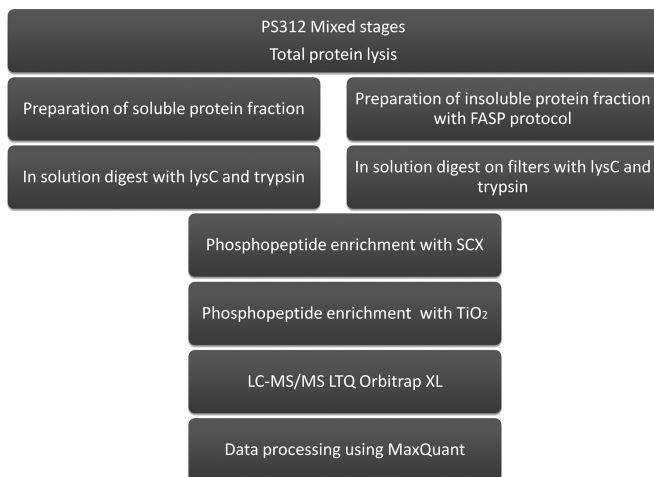 PS312 Mixed stages
Total protein lysis
Preparation of soluble protein fraction
Preparation of insoluble protein fraction
with FASP protocol
In solution digest with lysC and trypsin
In solution digest on filters with lysC and
trypsin
Phosphopeptide enrichment with SCX
Phosphopeptide enrichment with TiO2
LC-MS/MS LTQ Orbitrap XL
Data processing using MaxQuant